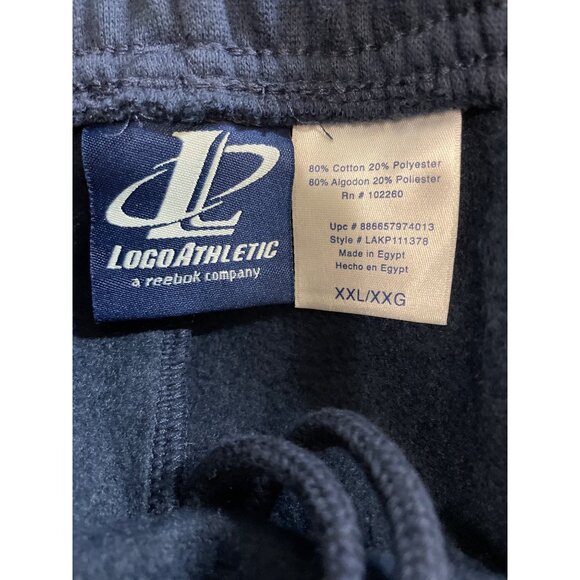 L
LOGO ATHLETIC
a reebok company
80% Cotton 20% Polyester
80% Algodon 20% Poliester
Rn # 102260
Upc # 886657974013
Style # LAKP111378
Made in Egypt
Hecho en Egypt
XXL/XXG